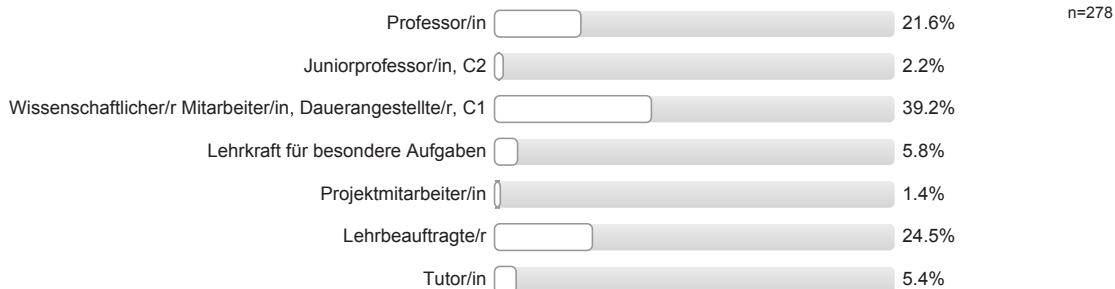 Professor/in 21.6% n=278
Juniorprofessor/in, C2 2.2%
Wissenschaftlicher/r Mitarbeiter/in, Dauerangestellte/r, C1 39.2%
Lehrkraft für besondere Aufgaben 5.8%
Projektmitarbeiter/in 1.4%
Lehrbeauftragte/r 24.5%
Tutor/in 5.4%